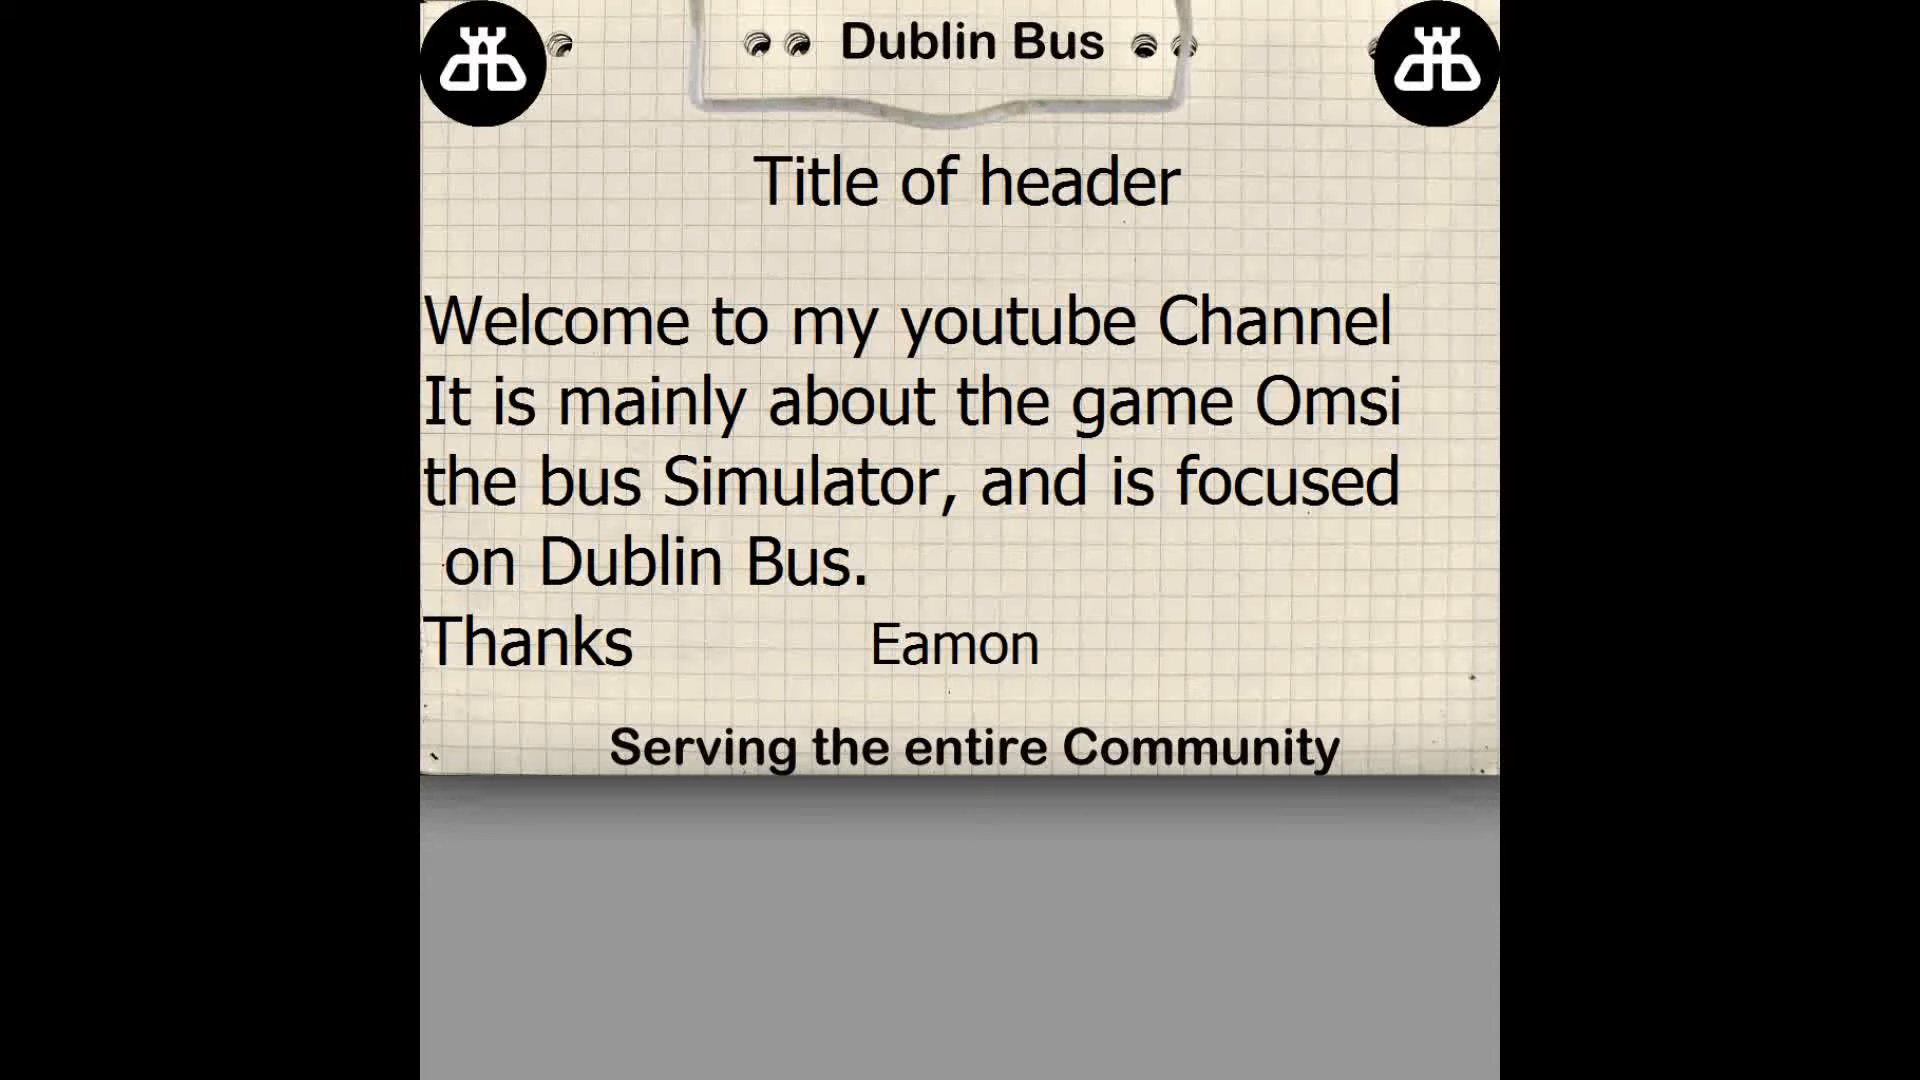 Dublin Bus
Title of header
Welcome to my youtube Channel
It is mainly about the game Omsi
the bus Simulator, and is focused
on Dublin Bus.
Thanks Eamon
Serving the entire Community